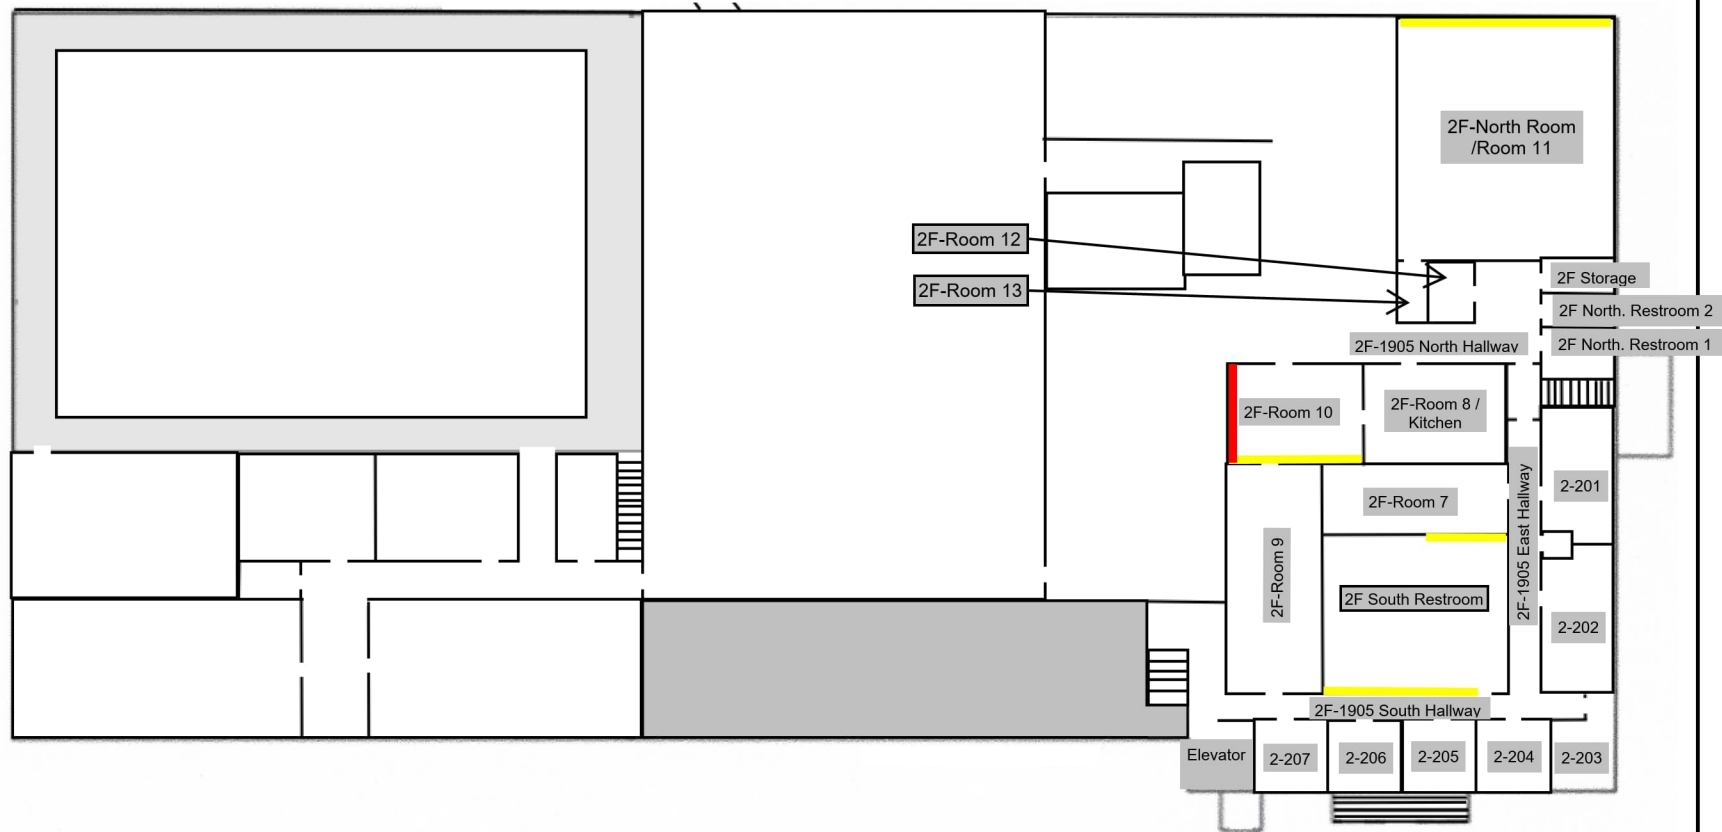 2F-North Room
/Room 11
2F-Room 12
2F-Room 13
2F Storage
2F North. Restroom 2
2F North. Restroom 1
2F-1905 North Hallway
2F-Room 10
2F-Room 8 /
Kitchen
2F-Room 7
2-201
2F-1905 East Hallway
2F-Room 9
2F South Restroom
2-202
2F-1905 South Hallway
Elevator
2-207
2-206
2-205
2-204
2-203